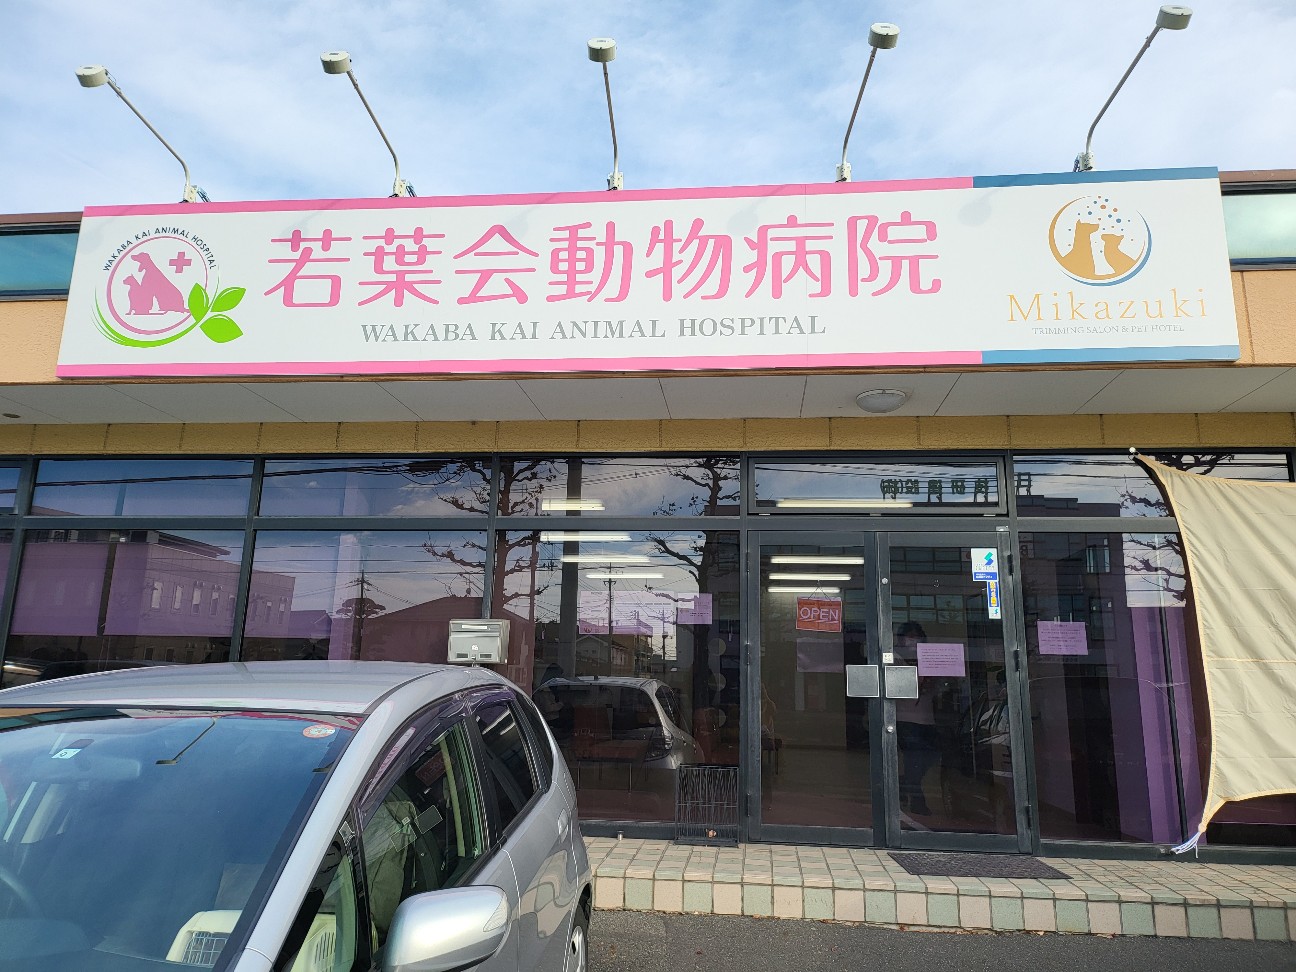 WAKABA KAI ANIMAL HOSPITAL
若葉会動物病院
WAKABA KAI ANIMAL HOSPITAL
Mikazuki
TRIMMING SALON & PET HOTEL
OPEN